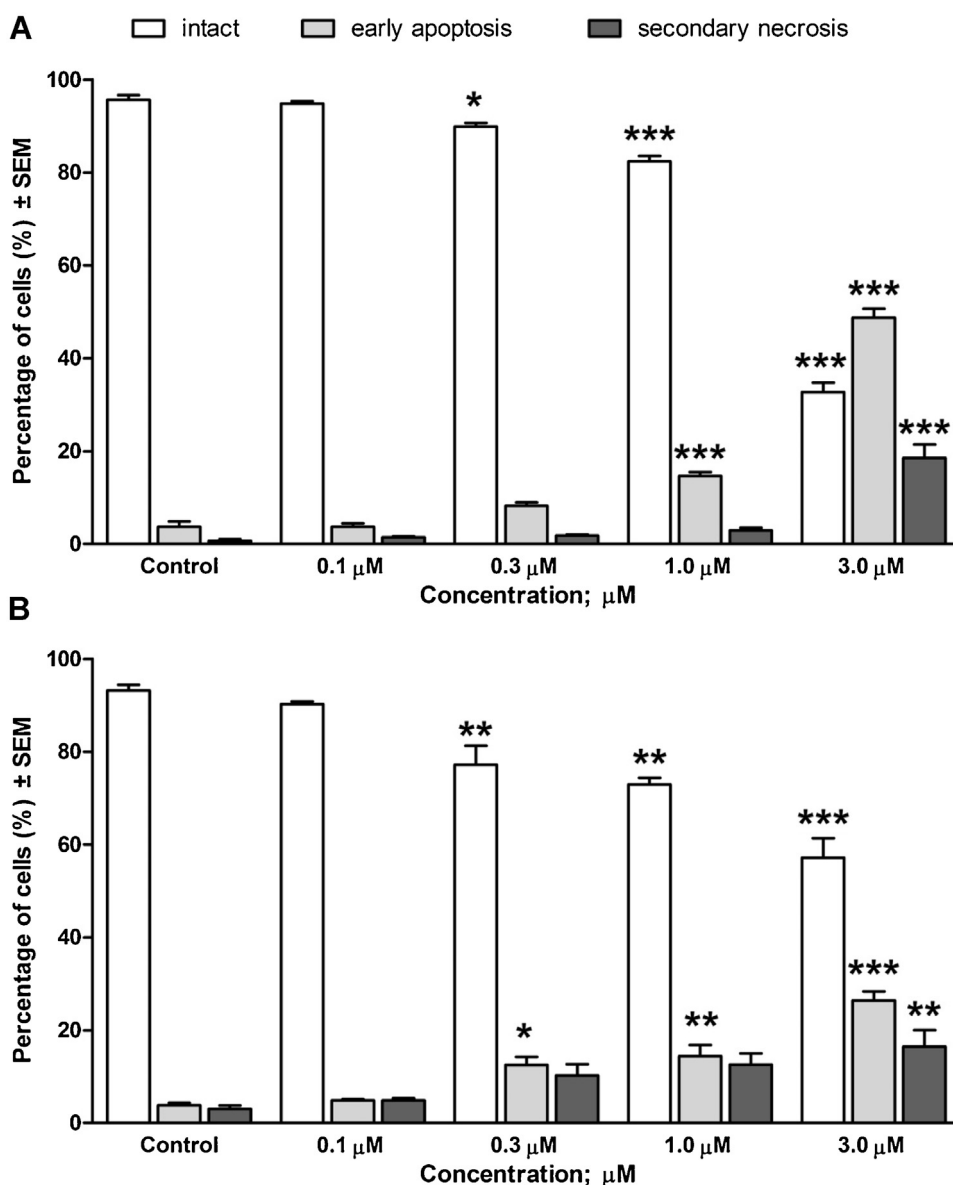 A
intact early apoptosis secondary necrosis
Percentage of cells (%) ± SEM
100
80
60
40
20
0
*
***
***
***
***
***
Control 0.1 μM 0.3 μM 1.0 μM 3.0 μM
Concentration; μM
B
Percentage of cells (%) ± SEM
100
80
60
40
20
0
**
**
***
*
**
***
**
Control 0.1 μM 0.3 μM 1.0 μM 3.0 μM
Concentration; μM